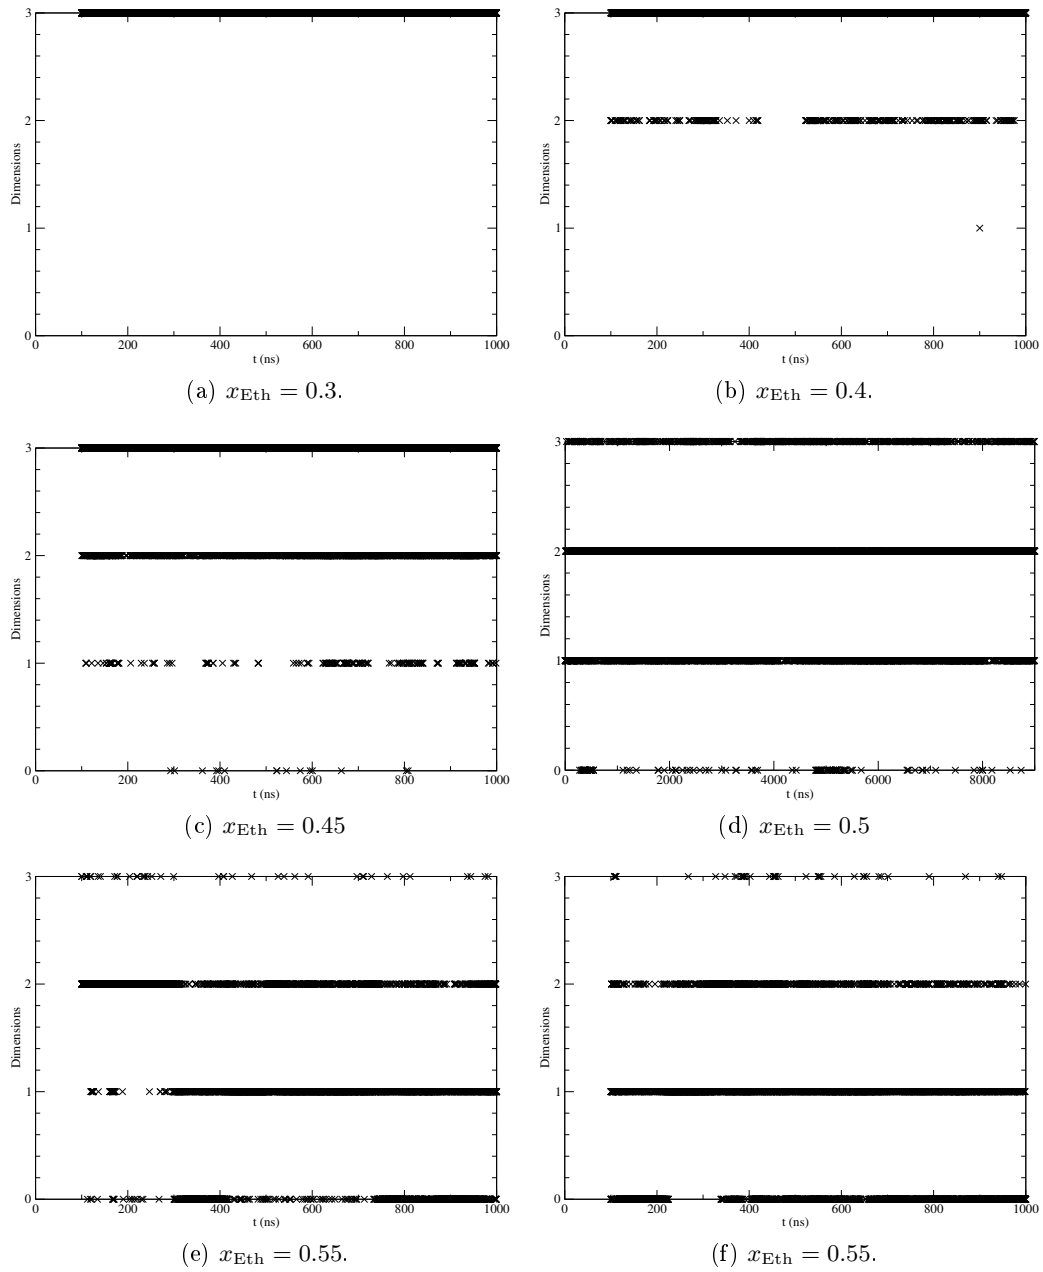 3
2
1
0
Dimensions
0 200 400 600 800 1000
t (ns)
(a) x_Eth = 0.3.
3
2
1
0
Dimensions
0 200 400 600 800 1000
t (ns)
(b) x_Eth = 0.4.
3
2
1
0
Dimensions
0 200 400 600 800 1000
t (ns)
(c) x_Eth = 0.45
3
2
1
0
Dimensions
0 2000 4000 6000 8000
t (ns)
(d) x_Eth = 0.5
3
2
1
0
Dimensions
0 200 400 600 800 1000
t (ns)
(e) x_Eth = 0.55.
3
2
1
0
Dimensions
0 200 400 600 800 1000
t (ns)
(f) x_Eth = 0.55.